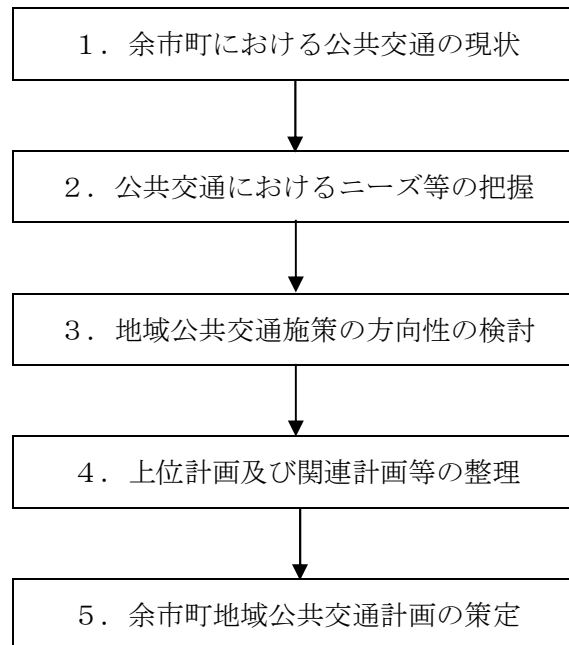 １．余市町における公共交通の現状
２．公共交通におけるニーズ等の把握
３．地域公共交通施策の方向性の検討
４．上位計画及び関連計画等の整理
５．余市町地域公共交通計画の策定